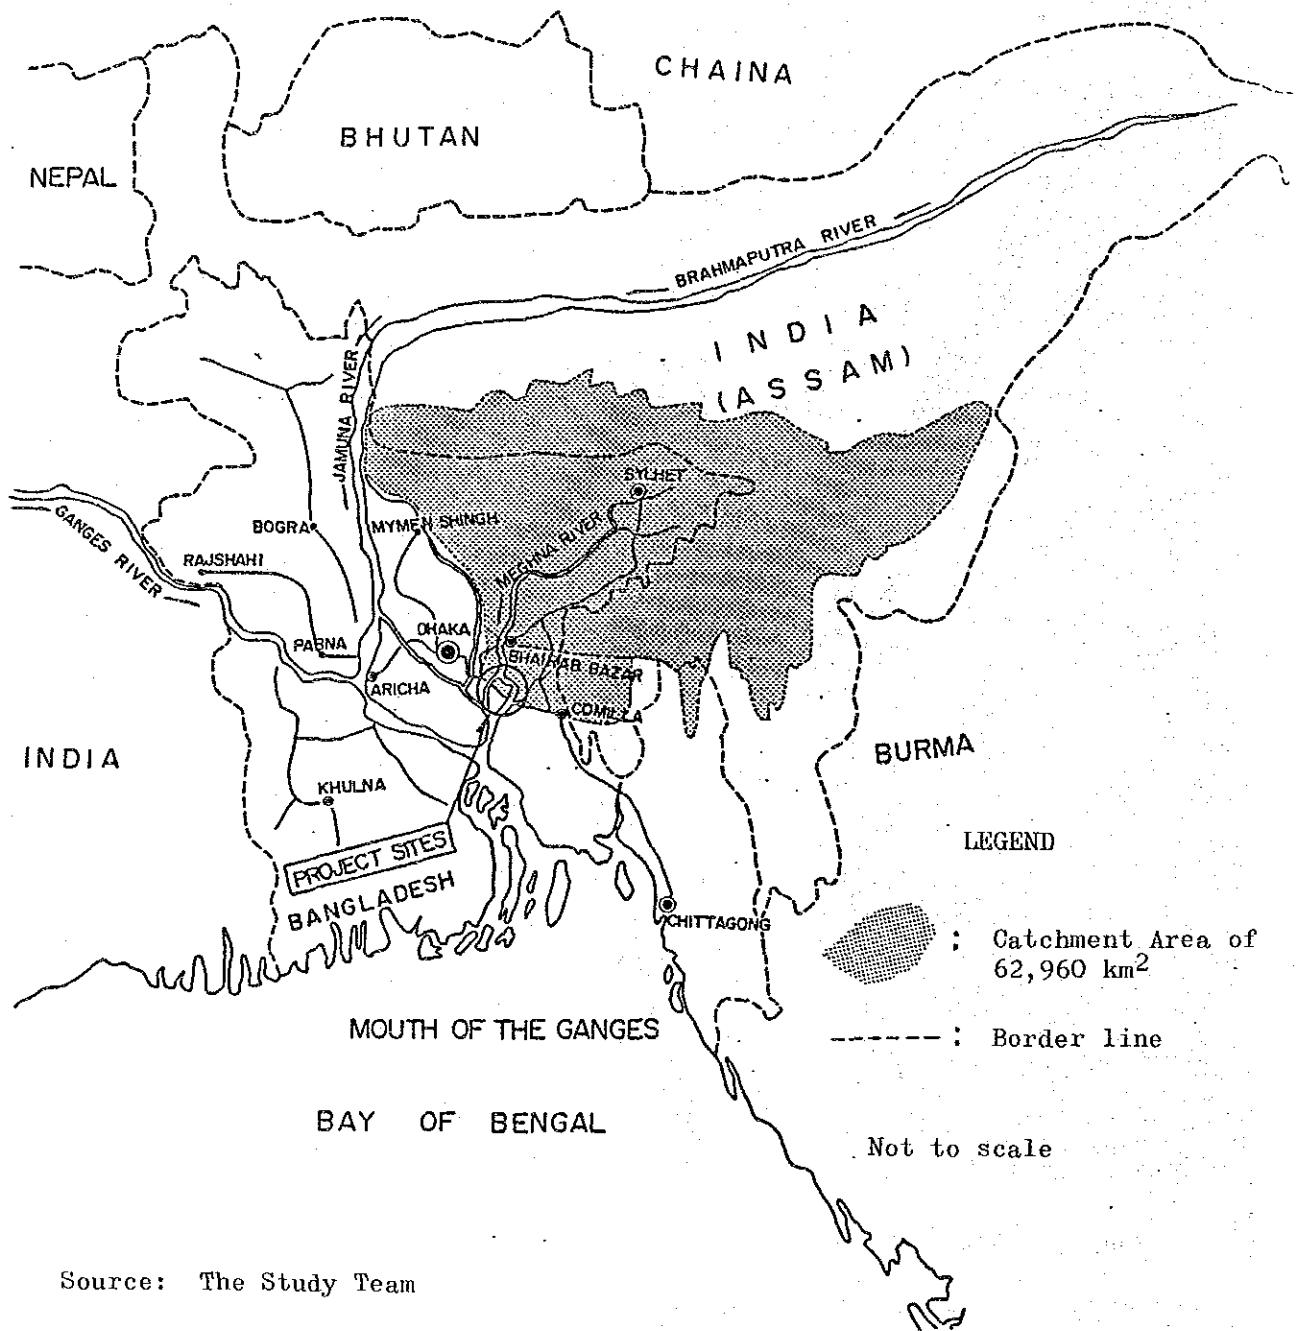 CHAINA
BHUTAN
NEPAL
BRAHMAPUTRA RIVER
INDIA
(ASSAM)
JAMUNA RIVER
SYLHET
GANGES RIVER
BOGRA
MYMEN SHINGH
MEGHNA RIVER
RAJSHAHI
DHAKA
PABNA
BHAIRAB BAZAR
ARICHA
COMILLA
INDIA
BURMA
KHULNA
LEGEND
PROJECT SITES
BANGLADESH
CHITTAGONG
: Catchment Area of
62,960 km²
MOUTH OF THE GANGES
: Border line
BAY OF BENGAL
Not to scale
Source: The Study Team